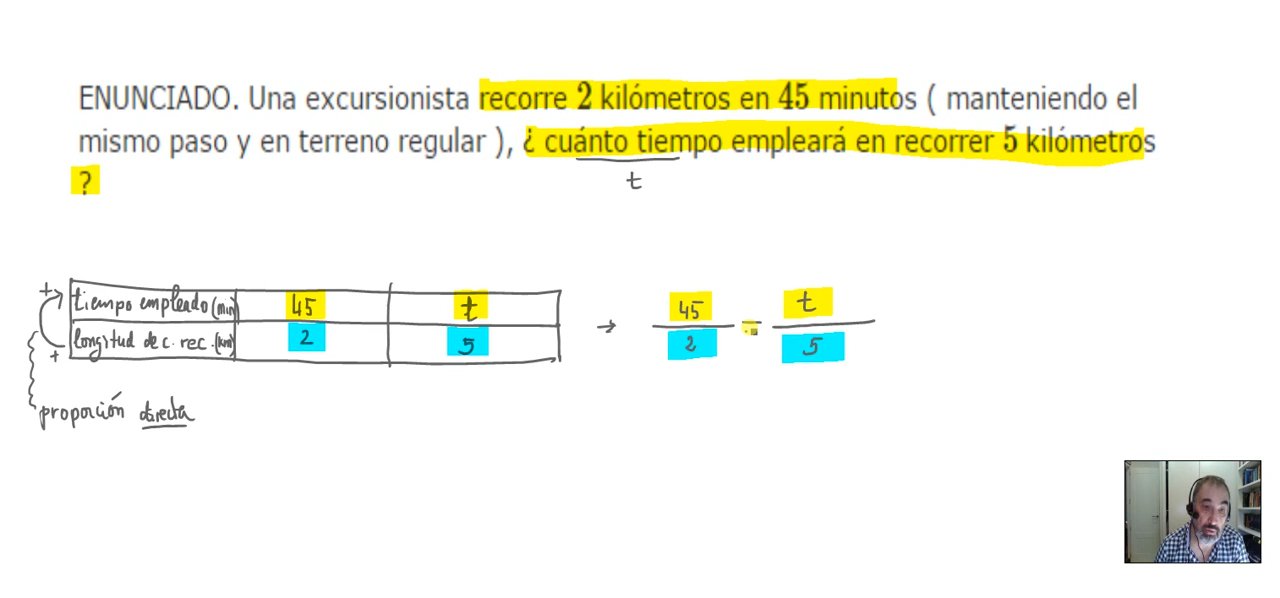 ENUNCIADO. Una excursionista recorre 2 kilómetros en 45 minutos ( manteniendo el
mismo paso y en terreno regular ), ¿ cuánto tiempo empleará en recorrer 5 kilómetros
?
t
+ tiempo empleado (min) 45 t
+ longitud de c. rec. (km) 2 5
→ 45/2 = t/5
proporción directa